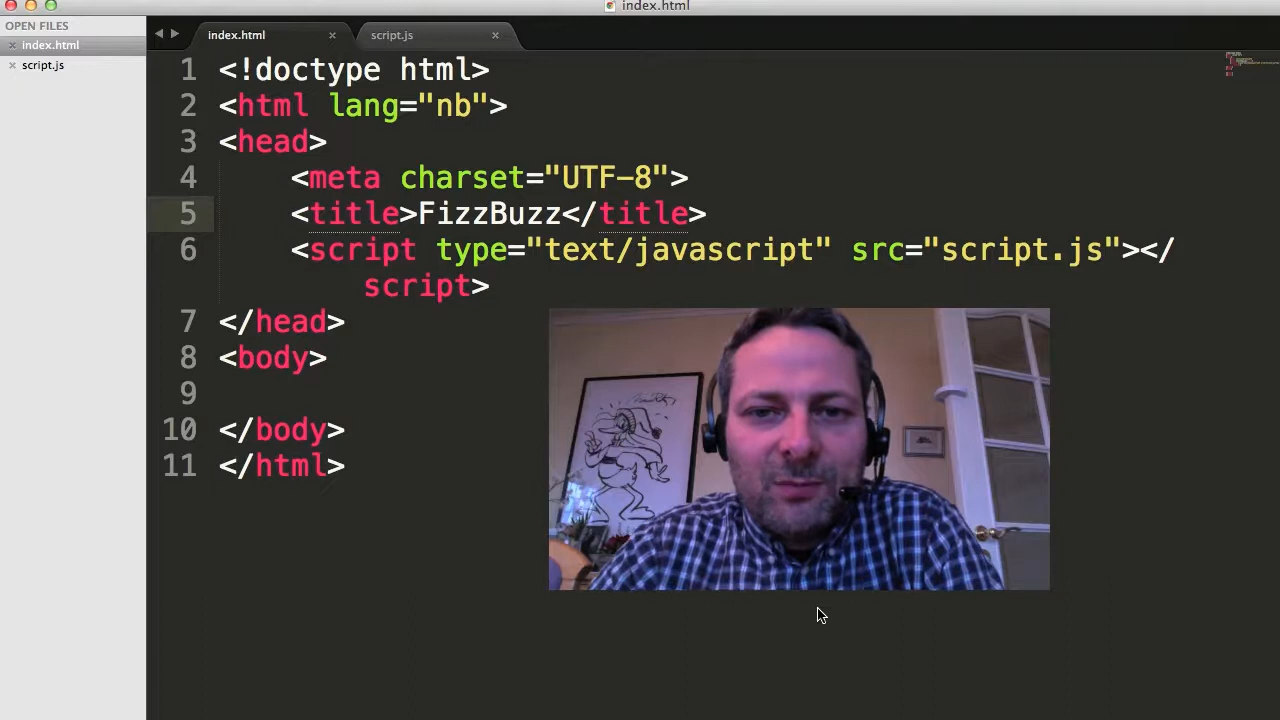 index.html
OPEN FILES
index.html
script.js
index.html
script.js
1 <!doctype html>
2 <html lang="nb">
3 <head>
4 <meta charset="UTF-8">
5 <title>FizzBuzz</title>
6 <script type="text/javascript" src="script.js"></
script>
7 </head>
8 <body>
9
10 </body>
11 </html>